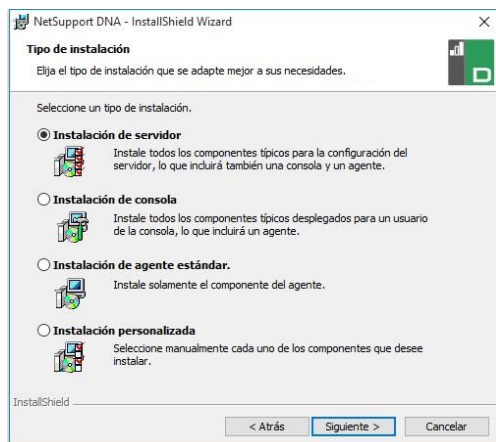 NetSupport DNA - InstallShield Wizard
Tipo de instalación
Elija el tipo de instalación que se adapte mejor a sus necesidades.
D
Seleccione un tipo de instalación.
Instalación de servidor
Instale todos los componentes típicos para la configuración del
servidor, lo que incluirá también una consola y un agente.
Instalación de consola
Instale todos los componentes típicos desplegados para un usuario
de la consola, lo que incluirá un agente.
Instalación de agente estándar.
Instale solamente el componente del agente.
Instalación personalizada
Seleccione manualmente cada uno de los componentes que desee
instalar.
InstallShield
< Atrás
Siguiente >
Cancelar